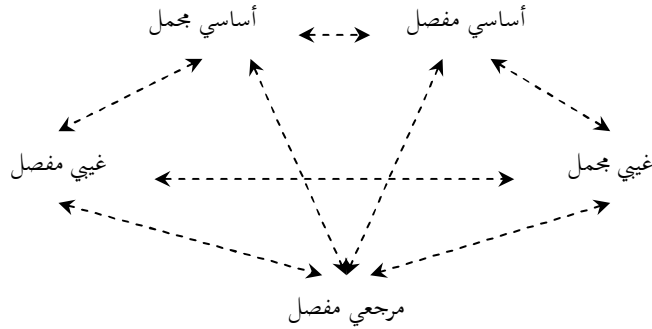 أساسي مفصل
أساسي مجمل
غيبي مجمل
غيبي مفصل
مرجعي مفصل